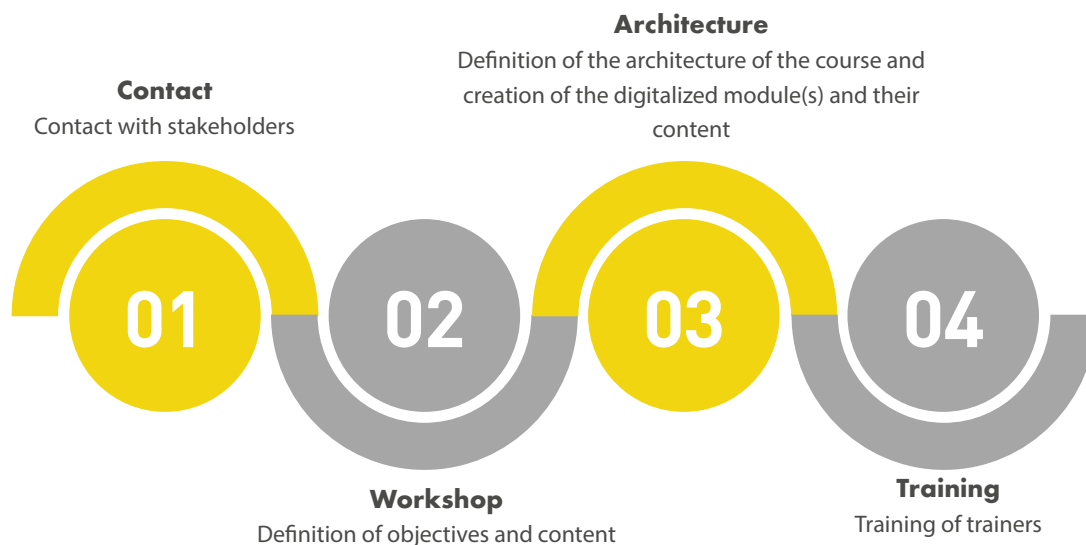 Architecture
Definition of the architecture of the course and
creation of the digitalized module(s) and their
content
Contact
Contact with stakeholders
01
02
03
04
Workshop
Definition of objectives and content
Training
Training of trainers